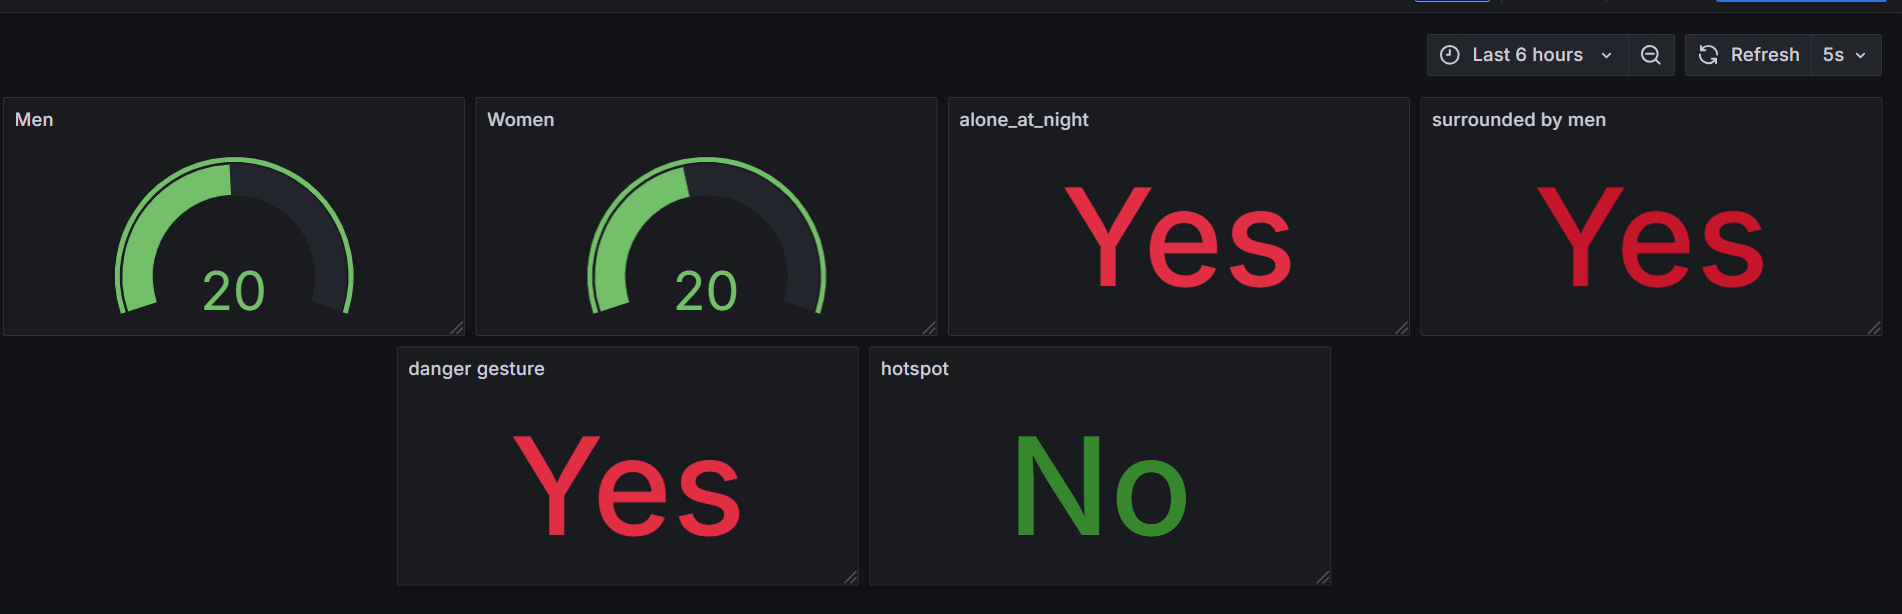 Last 6 hours
Refresh
5s
Men
Women
alone_at_night
surrounded by men
20
20
Yes
Yes
danger gesture
hotspot
Yes
No